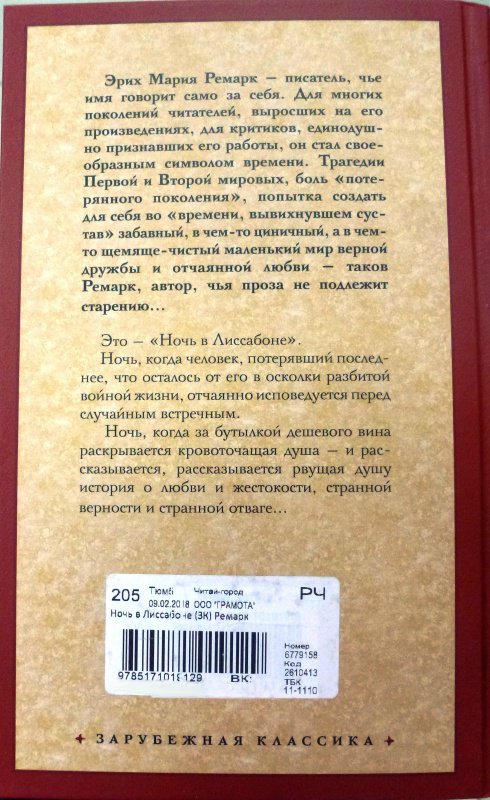 Эрих Мария Ремарк — писатель, чье
имя говорит само за себя. Для многих
поколений читателей, выросших на его
произведениях, для критиков, единодуш-
но признавших его работы, он стал свое-
образным символом времени. Трагедии
Первой и Второй мировых, боль «поте-
рянного поколения», попытка создать
для себя во «времени, вывихнувшем сус-
тав» забавный, в чем-то циничный, а в чем-
то щемяще-чистый маленький мир верной
дружбы и отчаянной любви — таков
Ремарк, автор, чья проза не подлежит
старению...
Это — «Ночь в Лиссабоне».
Ночь, когда человек, потерявший послед-
нее, что осталось от его в осколки разбитой
войной жизни, отчаянно исповедуется перед
случайным встречным.
Ночь, когда за бутылкой дешевого вина
раскрывается кровоточащая душа — и рас-
сказывается, рассказывается рвущая душу
история о любви и жестокости, странной
верности и странной отваге...
205 Тюмб Читай-город РЧ
09.02.2018 ООО "ГРАМОТА"
Ночь в Лиссабоне (ЗК) Ремарк
Номер
6779158
Код
2610413
ТБК
11-1110
9785171019129 ВК:
ЗАРУБЕЖНАЯ КЛАССИКА